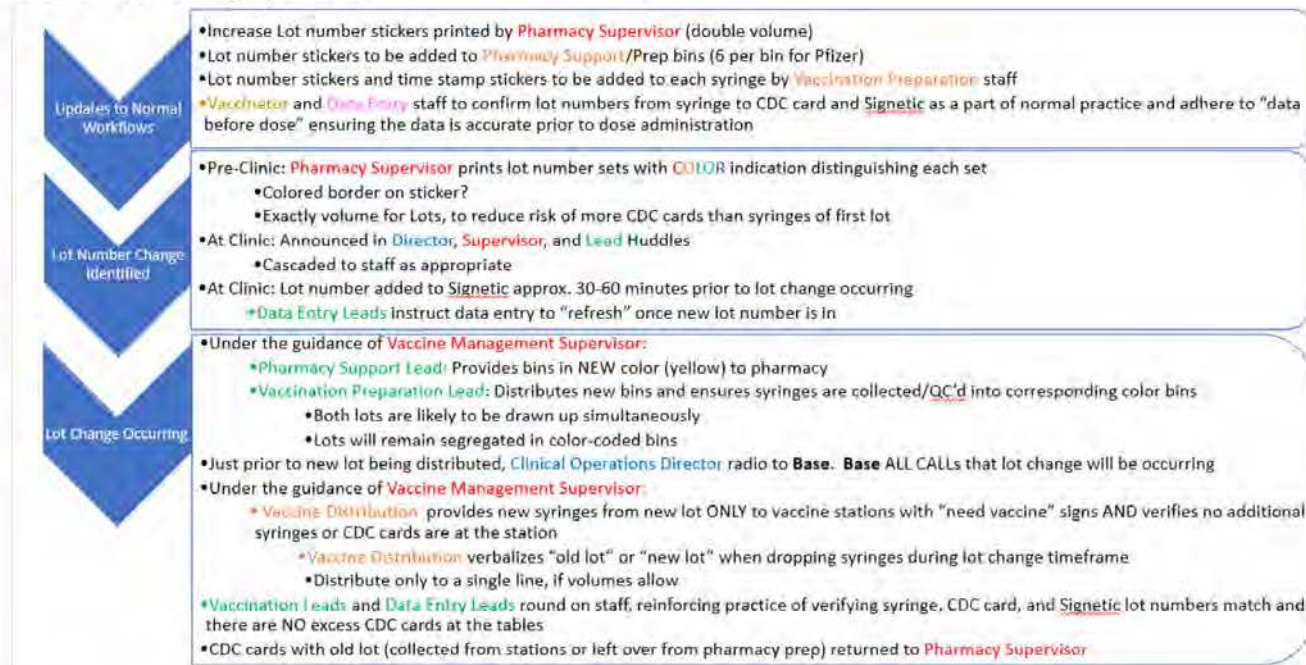 Updates to Normal
Workflows
•Increase Lot number stickers printed by Pharmacy Supervisor (double volume)
•Lot number stickers to be added to Pharmacy Support/Prep bins (6 per bin for Pfizer)
•Lot number stickers and time stamp stickers to be added to each syringe by Vaccination Preparation staff
•Vaccinator and Data Entry staff to confirm lot numbers from syringe to CDC card and Signetic as a part of normal practice and adhere to “data
before dose” ensuring the data is accurate prior to dose administration
Lot Number Change
Identified
•Pre-Clinic: Pharmacy Supervisor prints lot number sets with COLOR indication distinguishing each set
•Colored border on sticker?
•Exactly volume for Lots, to reduce risk of more CDC cards than syringes of first lot
•At Clinic: Announced in Director, Supervisor, and Lead Huddles
•Cascaded to staff as appropriate
•At Clinic: Lot number added to Signetic approx. 30-60 minutes prior to lot change occurring
•Data Entry Leads instruct data entry to “refresh” once new lot number is in
Lot Change Occurring
•Under the guidance of Vaccine Management Supervisor:
•Pharmacy Support Lead: Provides bins in NEW color (yellow) to pharmacy
•Vaccination Preparation Lead: Distributes new bins and ensures syringes are collected/QC'd into corresponding color bins
•Both lots are likely to be drawn up simultaneously
•Lots will remain segregated in color-coded bins
•Just prior to new lot being distributed, Clinical Operations Director radio to Base. Base ALL CALLs that lot change will be occurring
•Under the guidance of Vaccine Management Supervisor:
•Vaccine Distribution provides new syringes from new lot ONLY to vaccine stations with “need vaccine” signs AND verifies no additional
syringes or CDC cards are at the station
•Vaccine Distribution verbalizes “old lot” or “new lot” when dropping syringes during lot change timeframe
•Distribute only to a single line, if volumes allow
•Vaccination Leads and Data Entry Leads round on staff, reinforcing practice of verifying syringe, CDC card, and Signetic lot numbers match and
there are NO excess CDC cards at the tables
•CDC cards with old lot (collected from stations or left over from pharmacy prep) returned to Pharmacy Supervisor